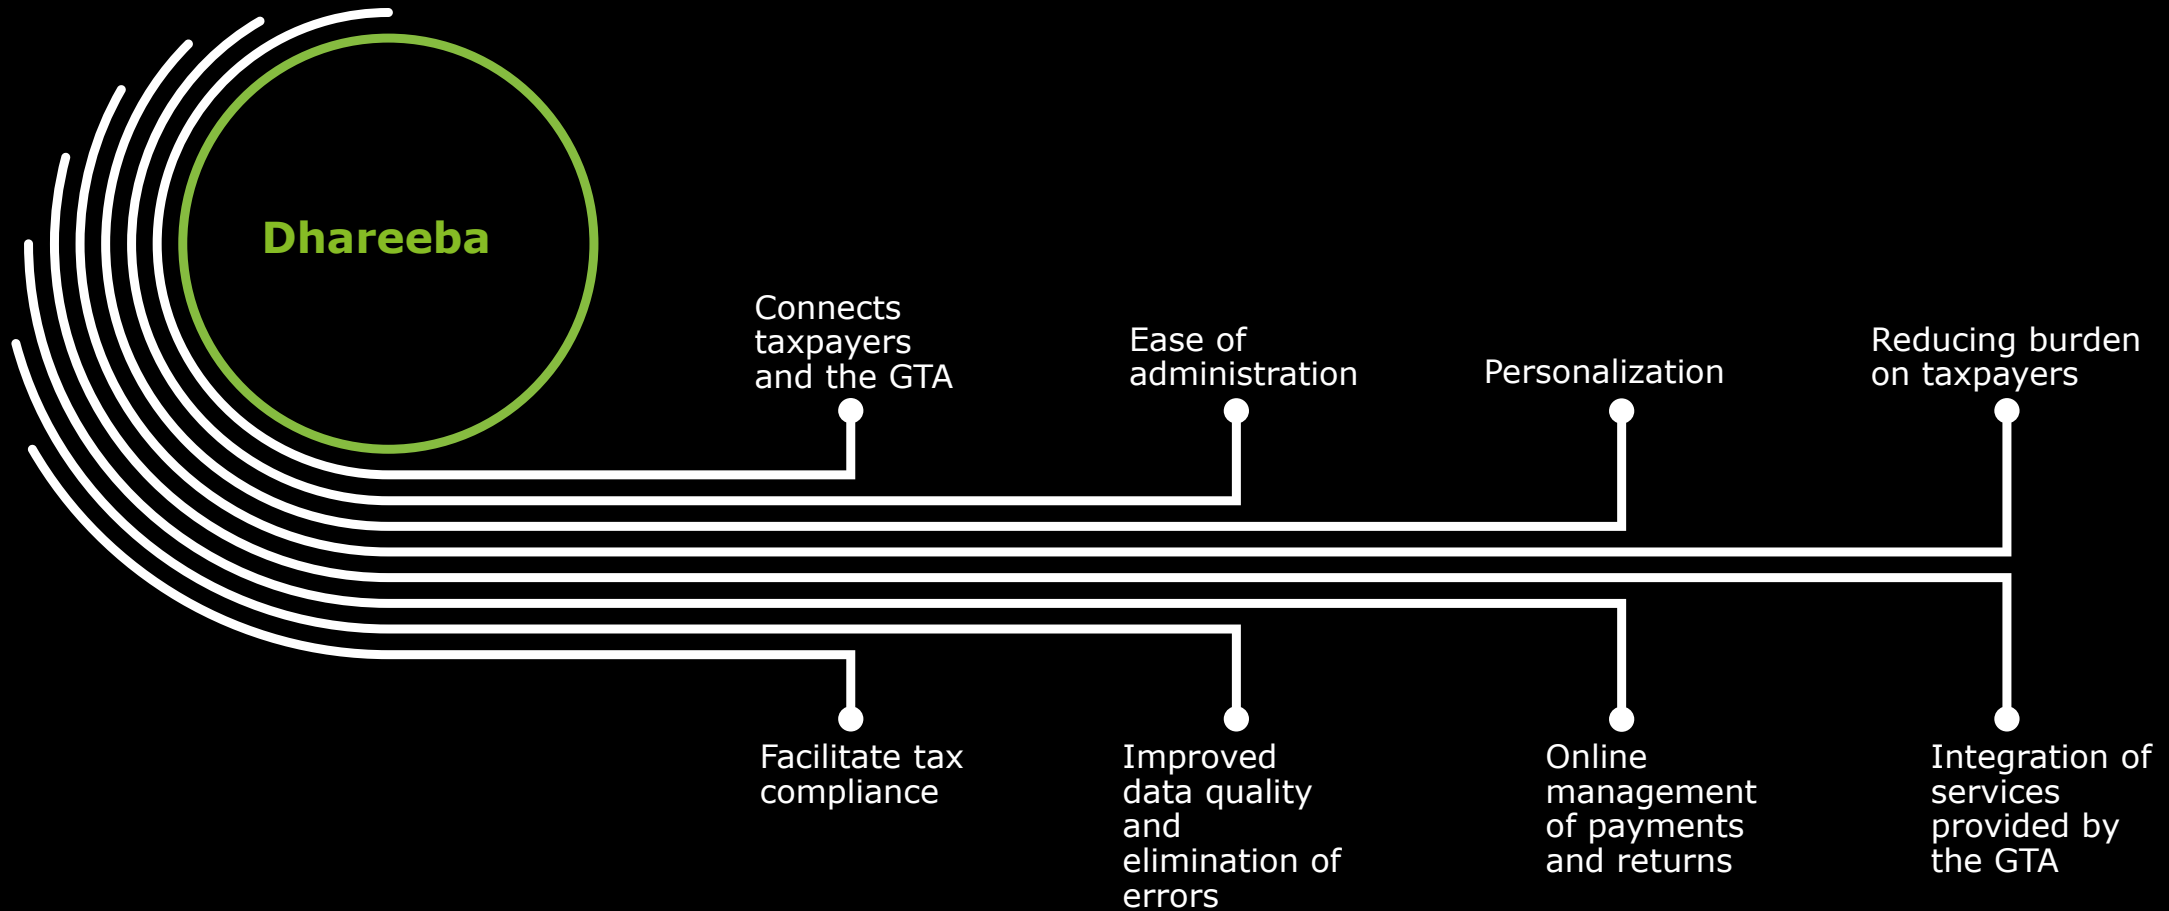 Dhareeba
Connects
taxpayers
and the GTA
Ease of
administration
Personalization
Reducing burden
on taxpayers
Facilitate tax
compliance
Improved
data quality
and
elimination of
errors
Online
management
of payments
and returns
Integration of
services
provided by
the GTA